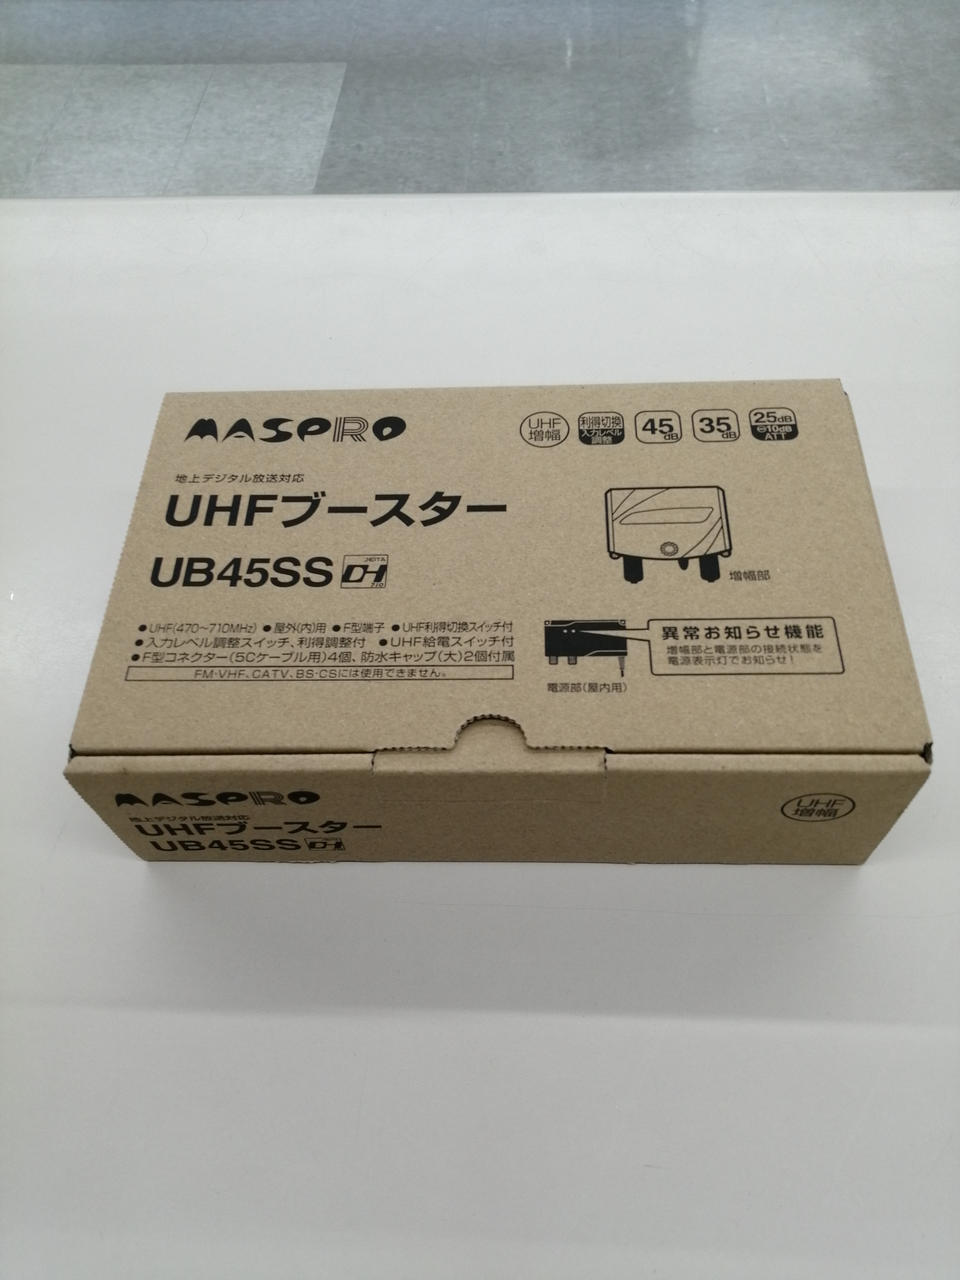 MASPRO
UHF
増幅
利得切換
入力レベル
調整
45dB
35dB
25dB
⊖10dB
ATT
地上デジタル放送対応
UHFブースター
UB45SS JEITA DH 710
増幅部
●UHF(470〜710MHz) ●屋外(内)用 ●F型端子 ●UHF利得切換スイッチ付
●入力レベル調整スイッチ、利得調整付 ●UHF給電スイッチ付
●F型コネクター(5Cケーブル用)4個、防水キャップ(大)2個付属
FM・VHF、CATV、BS・CSには使用できません。
異常お知らせ機能
増幅部と電源部の接続状態を
電源表示灯でお知らせ!
電源部(屋内用)
MASPRO
地上デジタル放送対応
UHFブースター
UB45SS DH
UHF
増幅